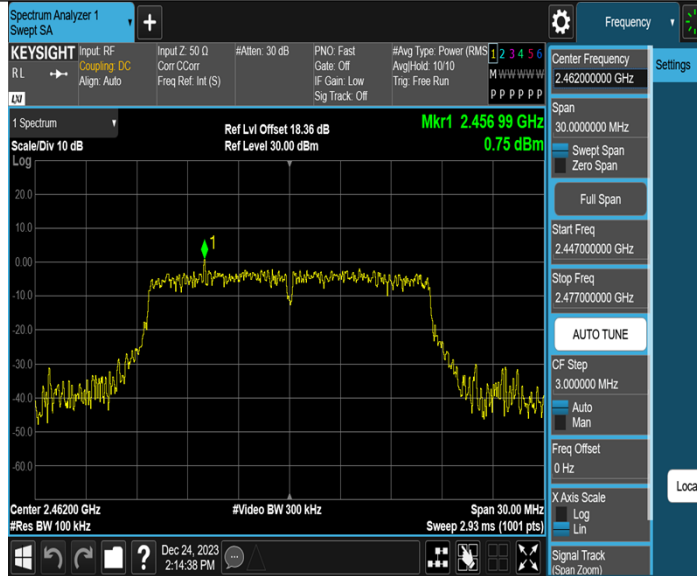 Spectrum Analyzer 1
Swept SA
Frequency
KEYSIGHT
RL
LXI
Input: RF
Coupling: DC
Align: Auto
Input Z: 50 Ω
Corr CCorr
Freq Ref: Int (S)
#Atten: 30 dB
PNO: Fast
Gate: Off
IF Gain: Low
Sig Track: Off
#Avg Type: Power (RMS
Avg|Hold: 10/10
Trig: Free Run
1 2 3 4 5 6
M W W W W W
P P P P P P
1 Spectrum
Scale/Div 10 dB
Log
Ref Lvl Offset 18.36 dB
Ref Level 30.00 dBm
Mkr1 2.456 99 GHz
0.75 dBm
20.0
10.0
0.00
-10.0
-20.0
-30.0
-40.0
-50.0
-60.0
1
Center 2.46200 GHz
#Res BW 100 kHz
#Video BW 300 kHz
Span 30.00 MHz
Sweep 2.93 ms (1001 pts)
Center Frequency
2.462000000 GHz
Settings
Span
30.0000000 MHz
Swept Span
Zero Span
Full Span
Start Freq
2.447000000 GHz
Stop Freq
2.477000000 GHz
AUTO TUNE
CF Step
3.000000 MHz
Auto
Man
Freq Offset
0 Hz
X Axis Scale
Log
Lin
Signal Track
(Span Zoom)
Loca
?
Dec 24, 2023
2:14:38 PM